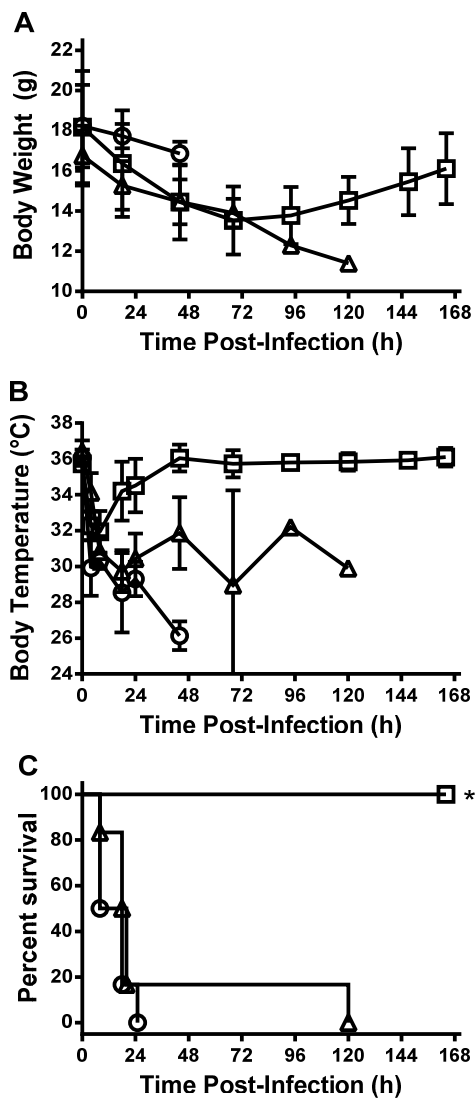 A
22
20
18
16
14
12
10
Body Weight (g)
0 24 48 72 96 120 144 168
Time Post-Infection (h)
B
38
36
34
32
30
28
26
24
Body Temperature (°C)
0 24 48 72 96 120 144 168
Time Post-Infection (h)
C
100
80
60
40
20
0
Percent survival
*
0 24 48 72 96 120 144 168
Time Post-Infection (h)